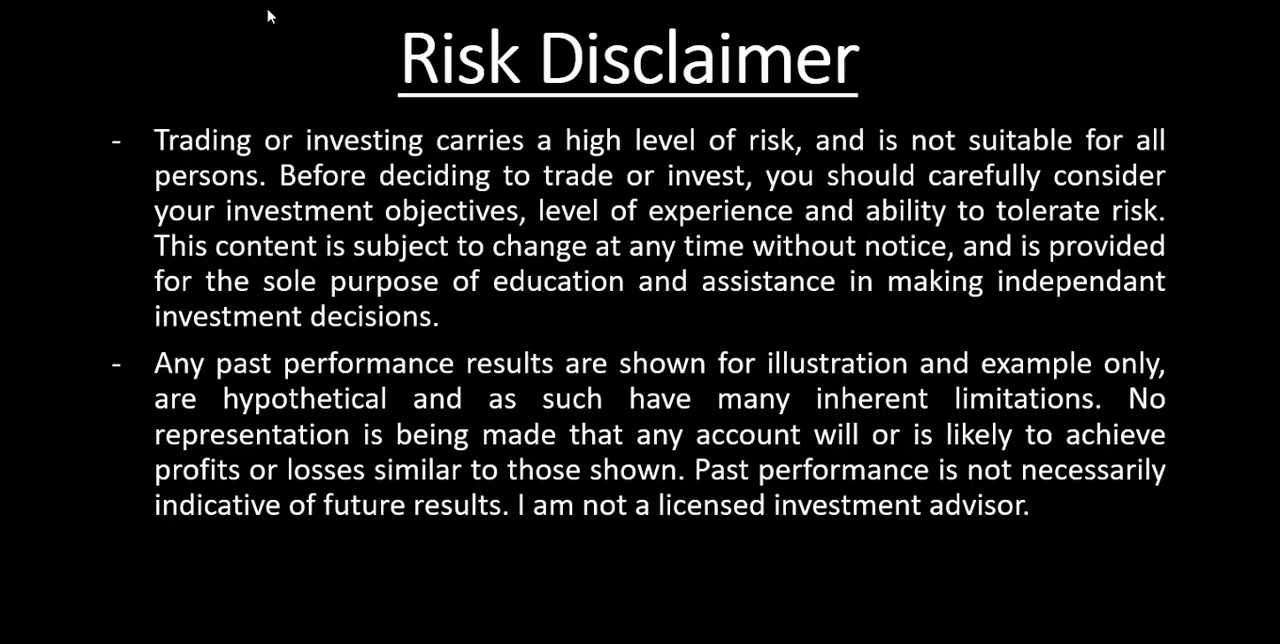 Risk Disclaimer
- Trading or investing carries a high level of risk, and is not suitable for all
persons. Before deciding to trade or invest, you should carefully consider
your investment objectives, level of experience and ability to tolerate risk.
This content is subject to change at any time without notice, and is provided
for the sole purpose of education and assistance in making independant
investment decisions.
- Any past performance results are shown for illustration and example only,
are hypothetical and as such have many inherent limitations. No
representation is being made that any account will or is likely to achieve
profits or losses similar to those shown. Past performance is not necessarily
indicative of future results. I am not a licensed investment advisor.